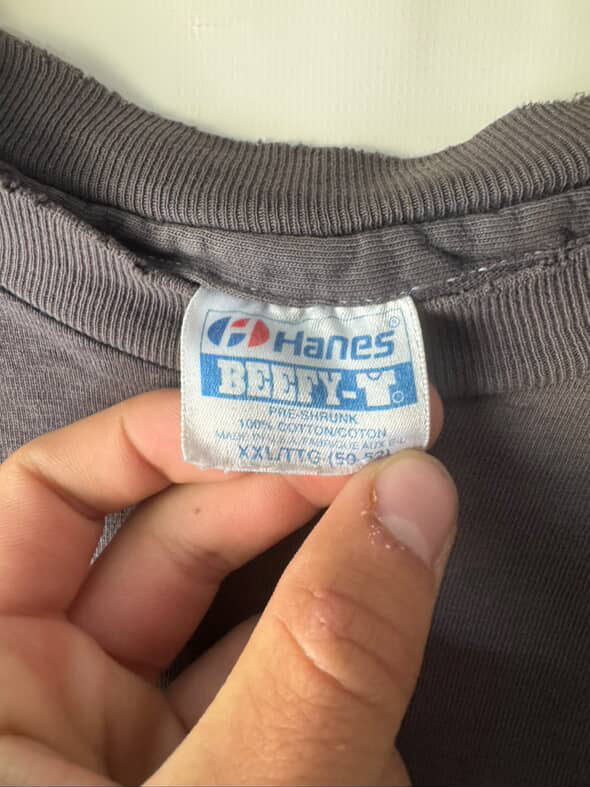 Hanes®
BEEFY-T
PRE-SHRUNK
100% COTTON/COTON
MADE IN U.S.A./FABRIQUE AUX É-U
XXL/TTG (50-52)